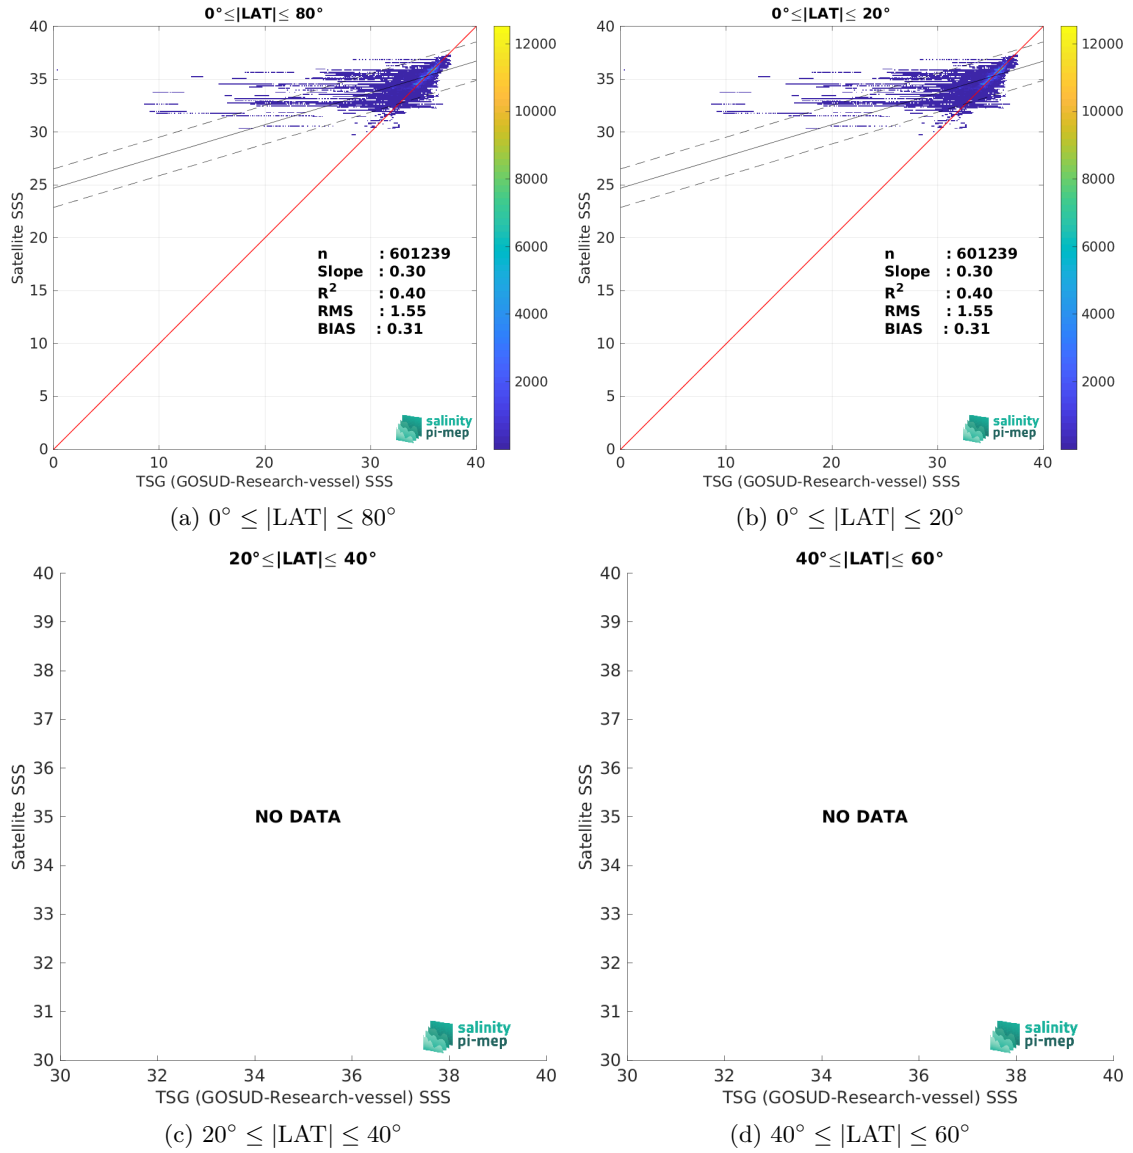 0°≤|LAT|≤ 80°
40
35
30
25
20
15
10
5
0
Satellite SSS
n : 601239
Slope : 0.30
R² : 0.40
RMS : 1.55
BIAS : 0.31
salinity
pi-mep
0 10 20 30 40
TSG (GOSUD-Research-vessel) SSS
12000
10000
8000
6000
4000
2000
(a) 0° ≤ |LAT| ≤ 80°
0°≤|LAT|≤ 20°
40
35
30
25
20
15
10
5
0
Satellite SSS
n : 601239
Slope : 0.30
R² : 0.40
RMS : 1.55
BIAS : 0.31
salinity
pi-mep
0 10 20 30 40
TSG (GOSUD-Research-vessel) SSS
12000
10000
8000
6000
4000
2000
(b) 0° ≤ |LAT| ≤ 20°
20°≤|LAT|≤ 40°
40
39
38
37
36
35
34
33
32
31
30
Satellite SSS
NO DATA
salinity
pi-mep
30 32 34 36 38 40
TSG (GOSUD-Research-vessel) SSS
(c) 20° ≤ |LAT| ≤ 40°
40°≤|LAT|≤ 60°
40
39
38
37
36
35
34
33
32
31
30
Satellite SSS
NO DATA
salinity
pi-mep
30 32 34 36 38 40
TSG (GOSUD-Research-vessel) SSS
(d) 40° ≤ |LAT| ≤ 60°